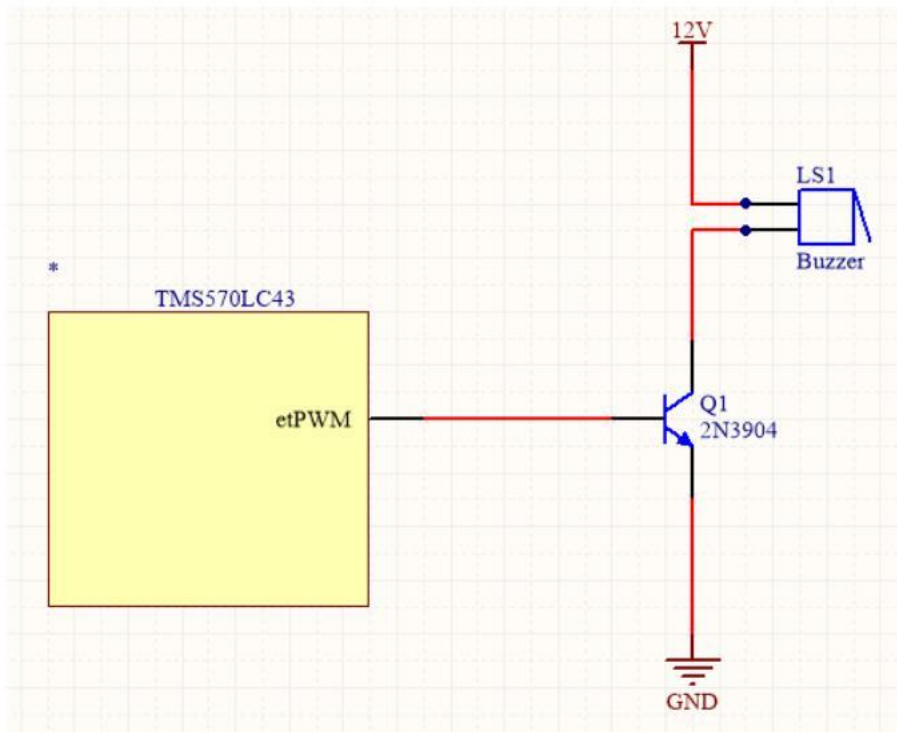 12V
LS1
Buzzer
*
TMS570LC43
etPWM
Q1
2N3904
GND